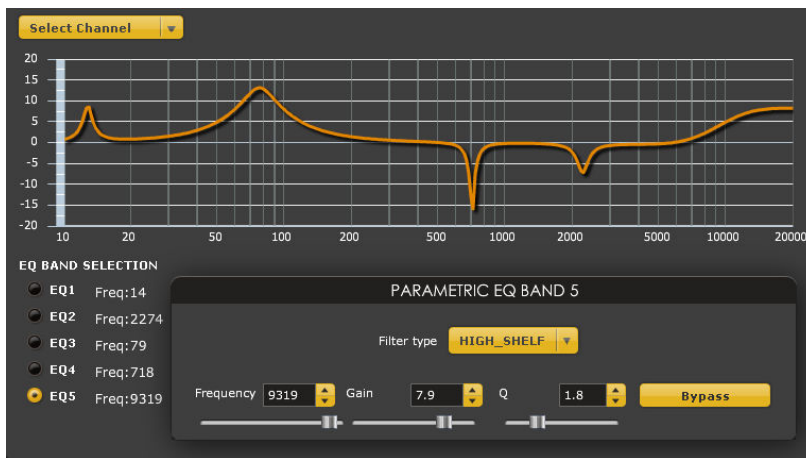 Select Channel
20
15
10
5
0
-5
-10
-15
-20
10 20 50 100 200 500 1000 2000 5000 10000 20000
EQ BAND SELECTION
EQ1 Freq:14
EQ2 Freq:2274
EQ3 Freq:79
EQ4 Freq:718
EQ5 Freq:9319
PARAMETRIC EQ BAND 5
Filter type HIGH_SHELF
Frequency 9319 Gain 7.9 Q 1.8 Bypass